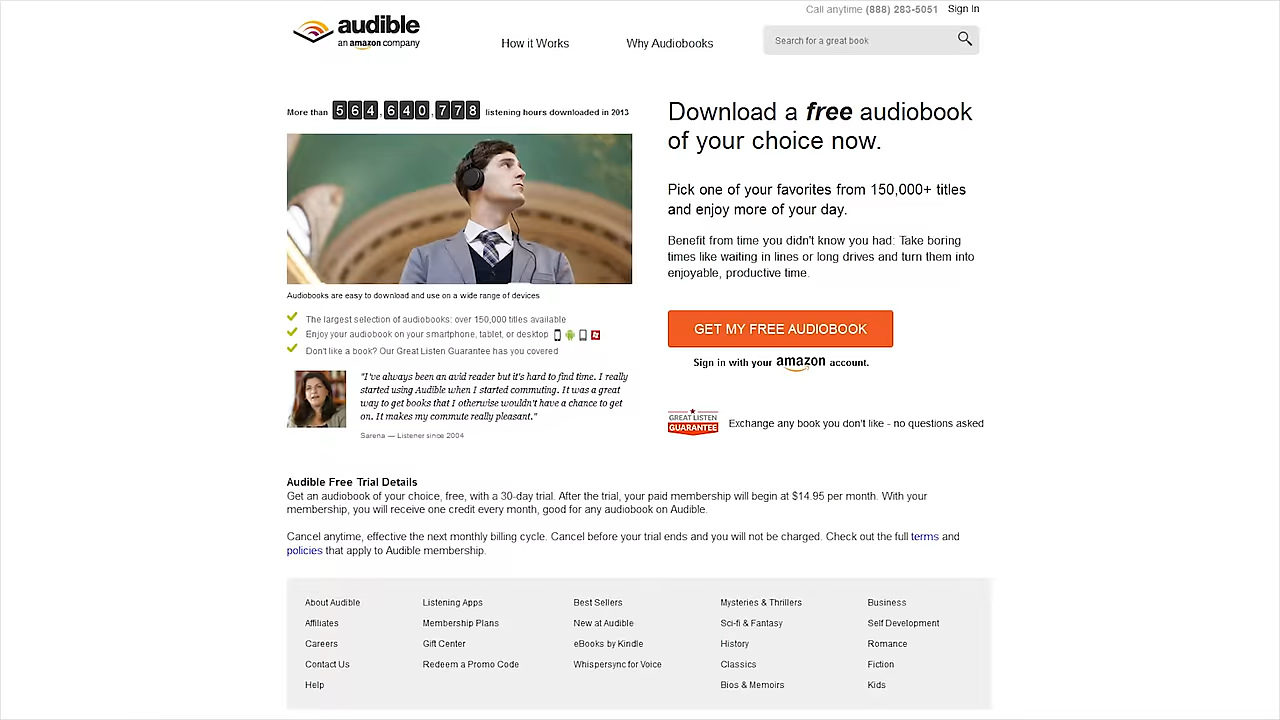 Call anytime (888) 283-5051 Sign In
audible
an amazon company
How it Works
Why Audiobooks
Search for a great book
More than 564,640,778 listening hours downloaded in 2013
Audiobooks are easy to download and use on a wide range of devices
The largest selection of audiobooks: over 150,000 titles available
Enjoy your audiobook on your smartphone, tablet, or desktop
Don't like a book? Our Great Listen Guarantee has you covered
"I've always been an avid reader but it's hard to find time. I really
started using Audible when I started commuting. It was a great
way to get books that I otherwise wouldn't have a chance to get
on. It makes my commute really pleasant."
Sarena — Listener since 2004
Download a free audiobook
of your choice now.
Pick one of your favorites from 150,000+ titles
and enjoy more of your day.
Benefit from time you didn't know you had: Take boring
times like waiting in lines or long drives and turn them into
enjoyable, productive time.
GET MY FREE AUDIOBOOK
Sign in with your amazon account.
GREAT LISTEN
GUARANTEE
Exchange any book you don't like - no questions asked
Audible Free Trial Details
Get an audiobook of your choice, free, with a 30-day trial. After the trial, your paid membership will begin at $14.95 per month. With your
membership, you will receive one credit every month, good for any audiobook on Audible.
Cancel anytime, effective the next monthly billing cycle. Cancel before your trial ends and you will not be charged. Check out the full terms and
policies that apply to Audible membership.
About Audible
Affiliates
Careers
Contact Us
Help
Listening Apps
Membership Plans
Gift Center
Redeem a Promo Code
Best Sellers
New at Audible
eBooks by Kindle
Whispersync for Voice
Mysteries & Thrillers
Sci-fi & Fantasy
History
Classics
Bios & Memoirs
Business
Self Development
Romance
Fiction
Kids